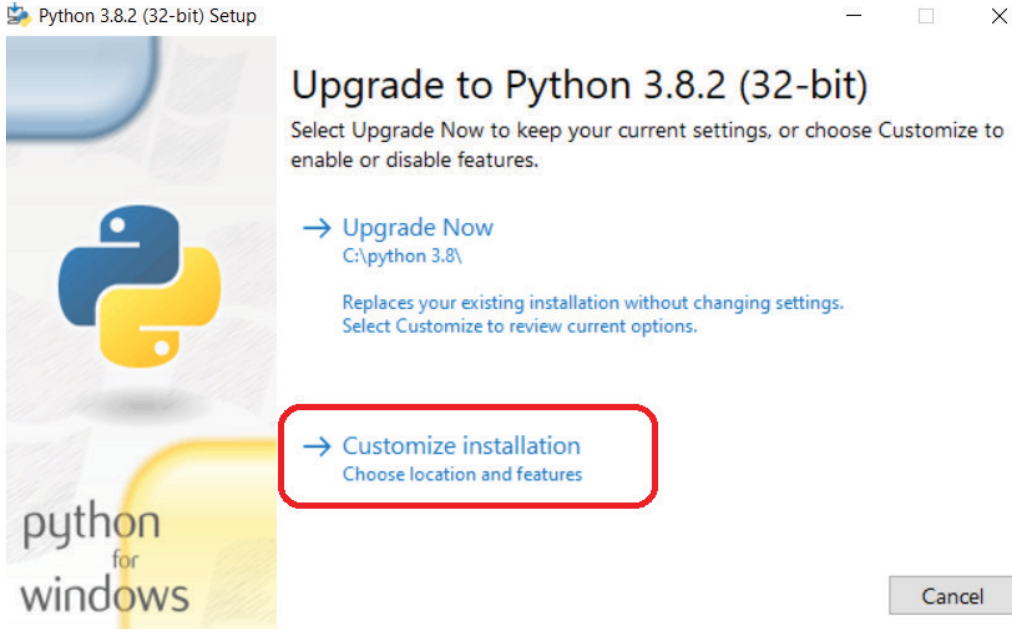 Python 3.8.2 (32-bit) Setup
Upgrade to Python 3.8.2 (32-bit)
Select Upgrade Now to keep your current settings, or choose Customize to
enable or disable features.
Upgrade Now
C:\python 3.8\
Replaces your existing installation without changing settings.
Select Customize to review current options.
Customize installation
Choose location and features
python
for
windows
Cancel